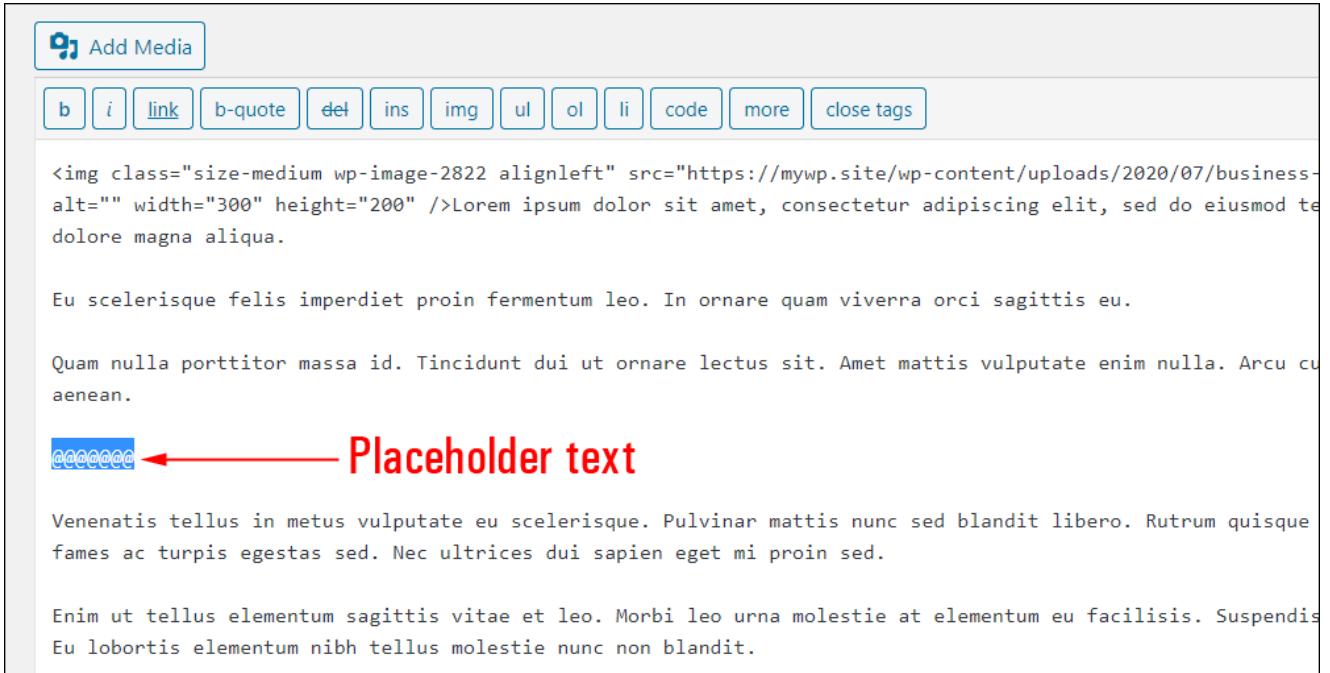 Add Media
b i link b-quote del ins img ul ol li code more close tags
<img class="size-medium wp-image-2822 alignleft" src="https://mywp.site/wp-content/uploads/2020/07/business-
alt="" width="300" height="200" />Lorem ipsum dolor sit amet, consectetur adipiscing elit, sed do eiusmod te
dolore magna aliqua.
Eu scelerisque felis imperdiet proin fermentum leo. In ornare quam viverra orci sagittis eu.
Quam nulla porttitor massa id. Tincidunt dui ut ornare lectus sit. Amet mattis vulputate enim nulla. Arcu cu
aenean.
@@@@@@@ Placeholder text
Venenatis tellus in metus vulputate eu scelerisque. Pulvinar mattis nunc sed blandit libero. Rutrum quisque
fames ac turpis egestas sed. Nec ultrices dui sapien eget mi proin sed.
Enim ut tellus elementum sagittis vitae et leo. Morbi leo urna molestie at elementum eu facilisis. Suspendis
Eu lobortis elementum nibh tellus molestie nunc non blandit.